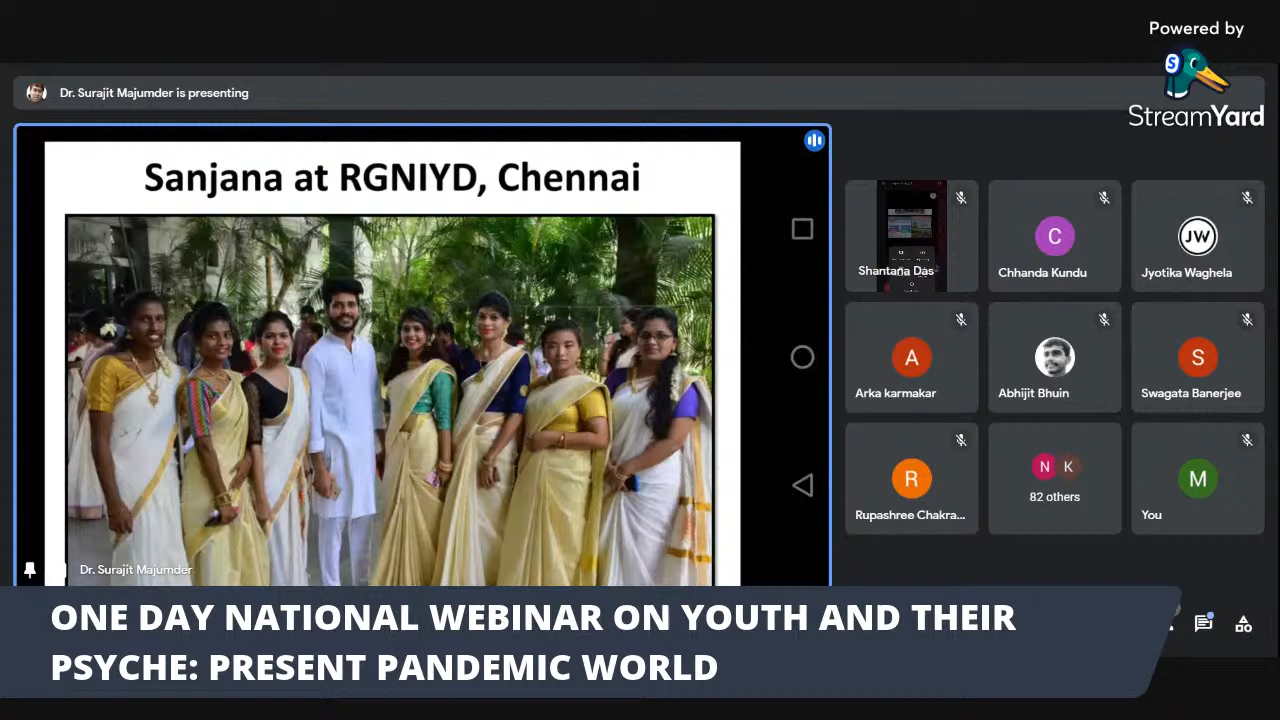 Powered by
S
StreamYard
Dr. Surajit Majumder is presenting
Sanjana at RGNIYD, Chennai
Dr. Surajit Majumder
Shantana Das
C
Chhanda Kundu
JW
Jyotika Waghela
A
Arka karmakar
Abhijit Bhuin
S
Swagata Banerjee
R
Rupashree Chakra...
N K
82 others
M
You
ONE DAY NATIONAL WEBINAR ON YOUTH AND THEIR
PSYCHE: PRESENT PANDEMIC WORLD